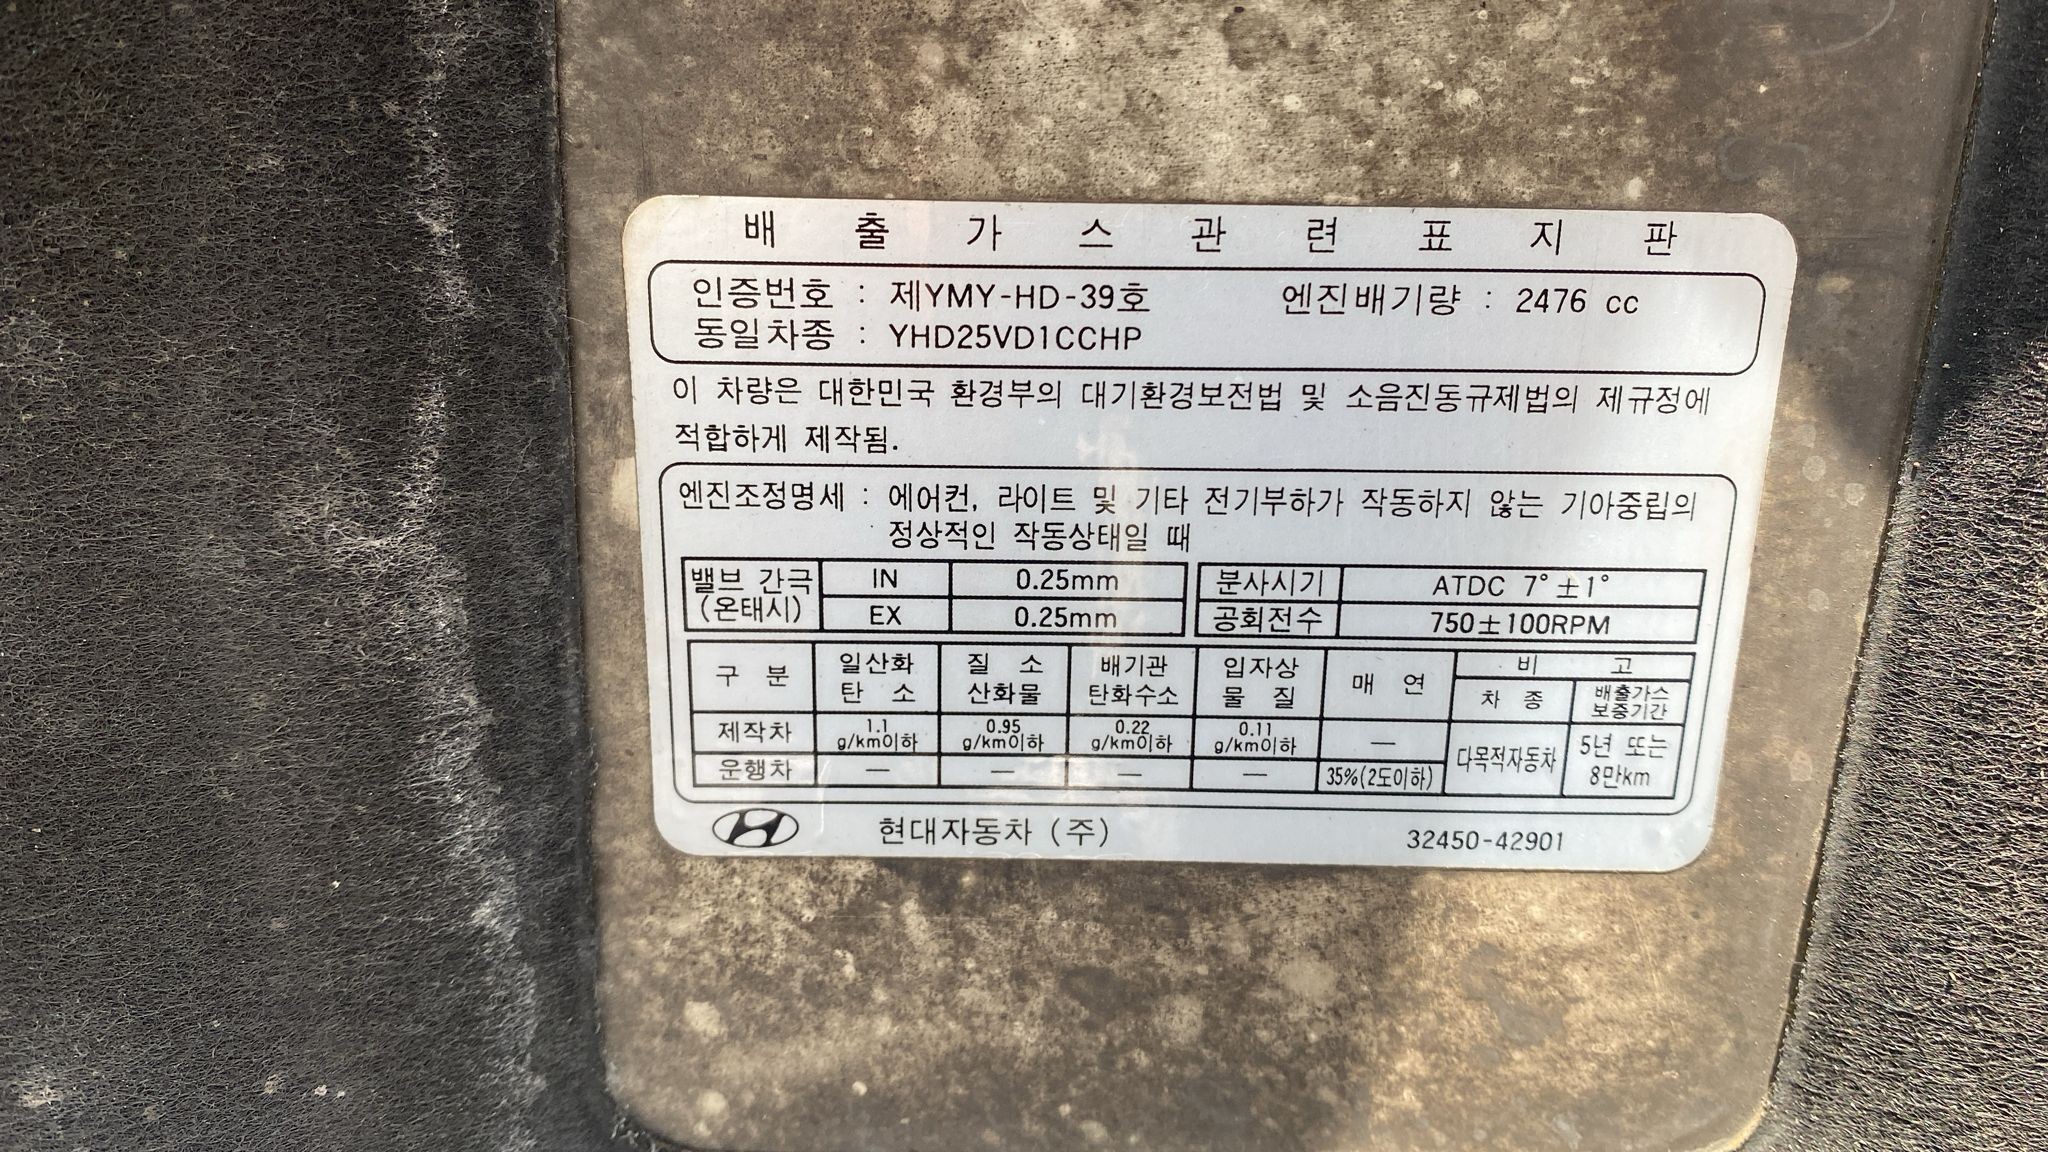 배 출 가 스 관 련 표 지 판
인증번호 : 제YMY-HD-39호 엔진배기량 : 2476 cc
동일차종 : YHD25VD1CCHP
이 차량은 대한민국 환경부의 대기환경보전법 및 소음진동규제법의 제규정에
적합하게 제작됨.
엔진조정명세 : 에어컨, 라이트 및 기타 전기부하가 작동하지 않는 기아중립의
정상적인 작동상태일 때
밸브 간극 (온태시) IN 0.25mm 분사시기 ATDC 7° ±1°
EX 0.25mm 공회전수 750±100RPM
구 분 일산화 탄 소 질 소 산화물 배기관 탄화수소 입자상 물 질 매 연 비 고
차 종 배출가스 보증기간
제작차 1.1 g/km이하 0.95 g/km이하 0.22 g/km이하 0.11 g/km이하 — 다목적자동차 5년 또는 8만km
운행차 — — — — 35%(2도이하)
현대자동차 (주) 32450-42901